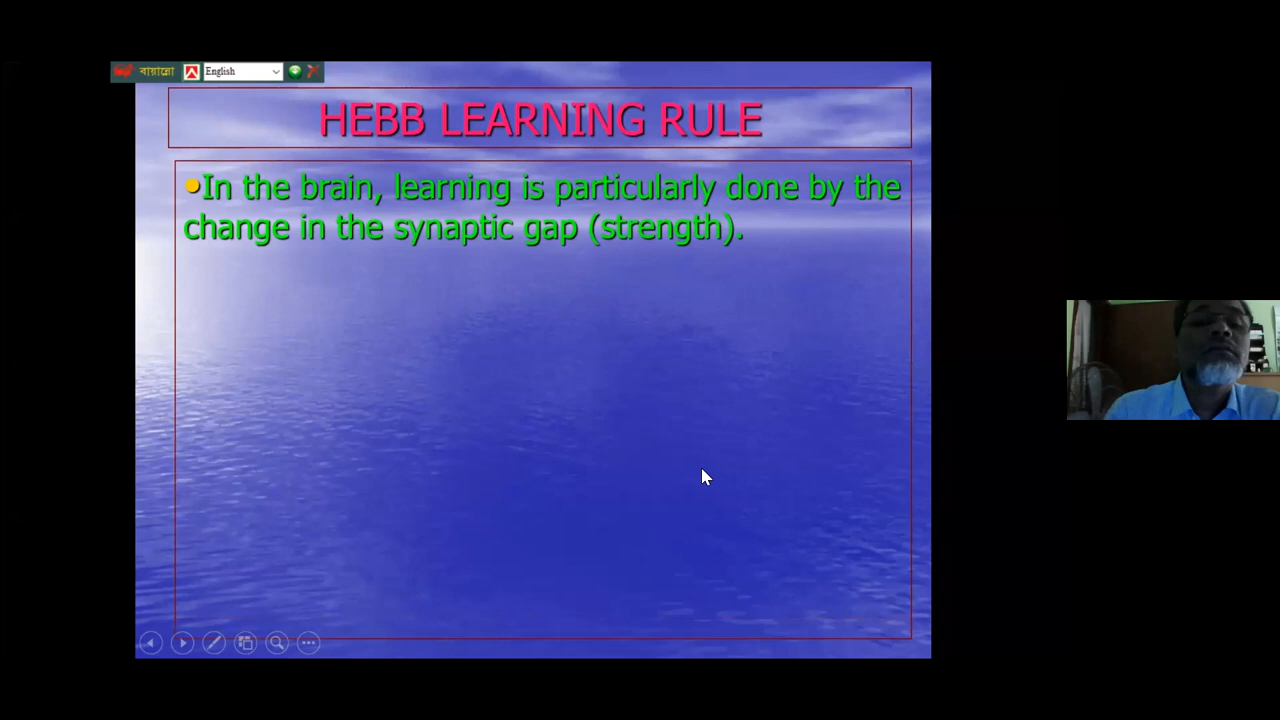 বায়ান্নো English
HEBB LEARNING RULE
•In the brain, learning is particularly done by the
change in the synaptic gap (strength).